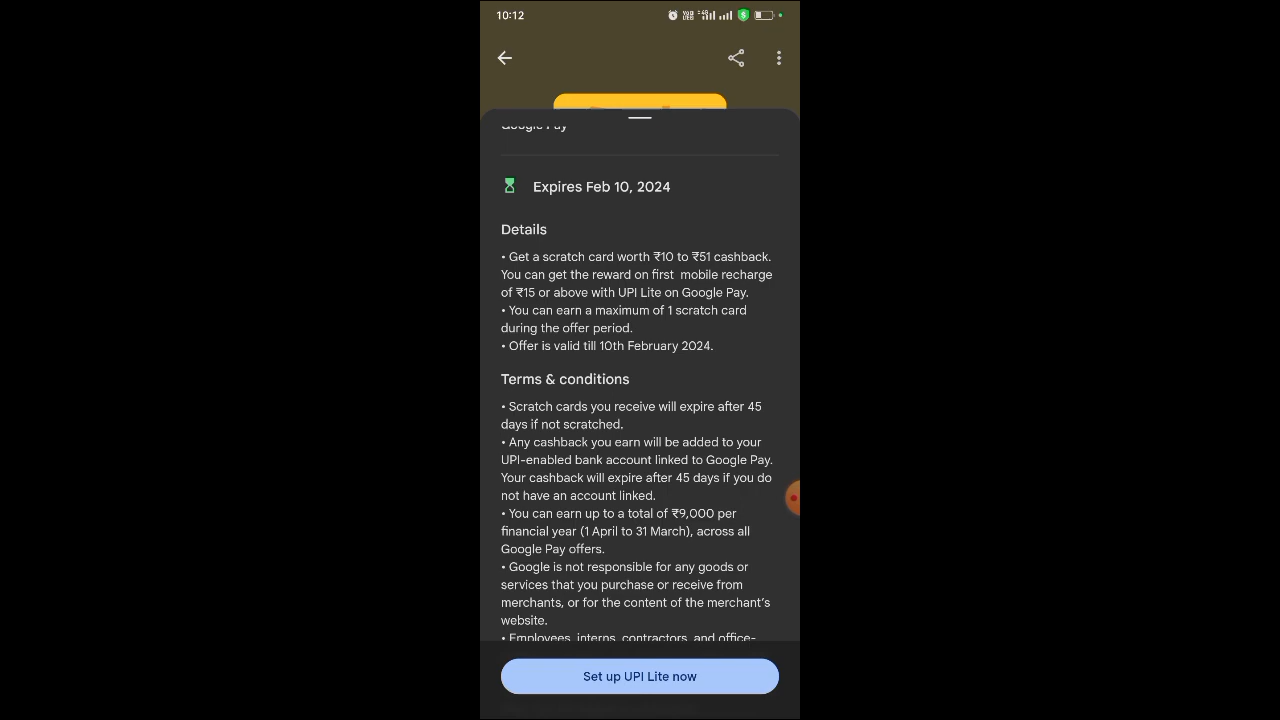 10:12
Google Pay
Expires Feb 10, 2024
Details
• Get a scratch card worth ₹10 to ₹51 cashback.
You can get the reward on first mobile recharge
of ₹15 or above with UPI Lite on Google Pay.
• You can earn a maximum of 1 scratch card
during the offer period.
• Offer is valid till 10th February 2024.
Terms & conditions
• Scratch cards you receive will expire after 45
days if not scratched.
• Any cashback you earn will be added to your
UPI-enabled bank account linked to Google Pay.
Your cashback will expire after 45 days if you do
not have an account linked.
• You can earn up to a total of ₹9,000 per
financial year (1 April to 31 March), across all
Google Pay offers.
• Google is not responsible for any goods or
services that you purchase or receive from
merchants, or for the content of the merchant's
website.
• Employees, interns, contractors, and office-
Set up UPI Lite now